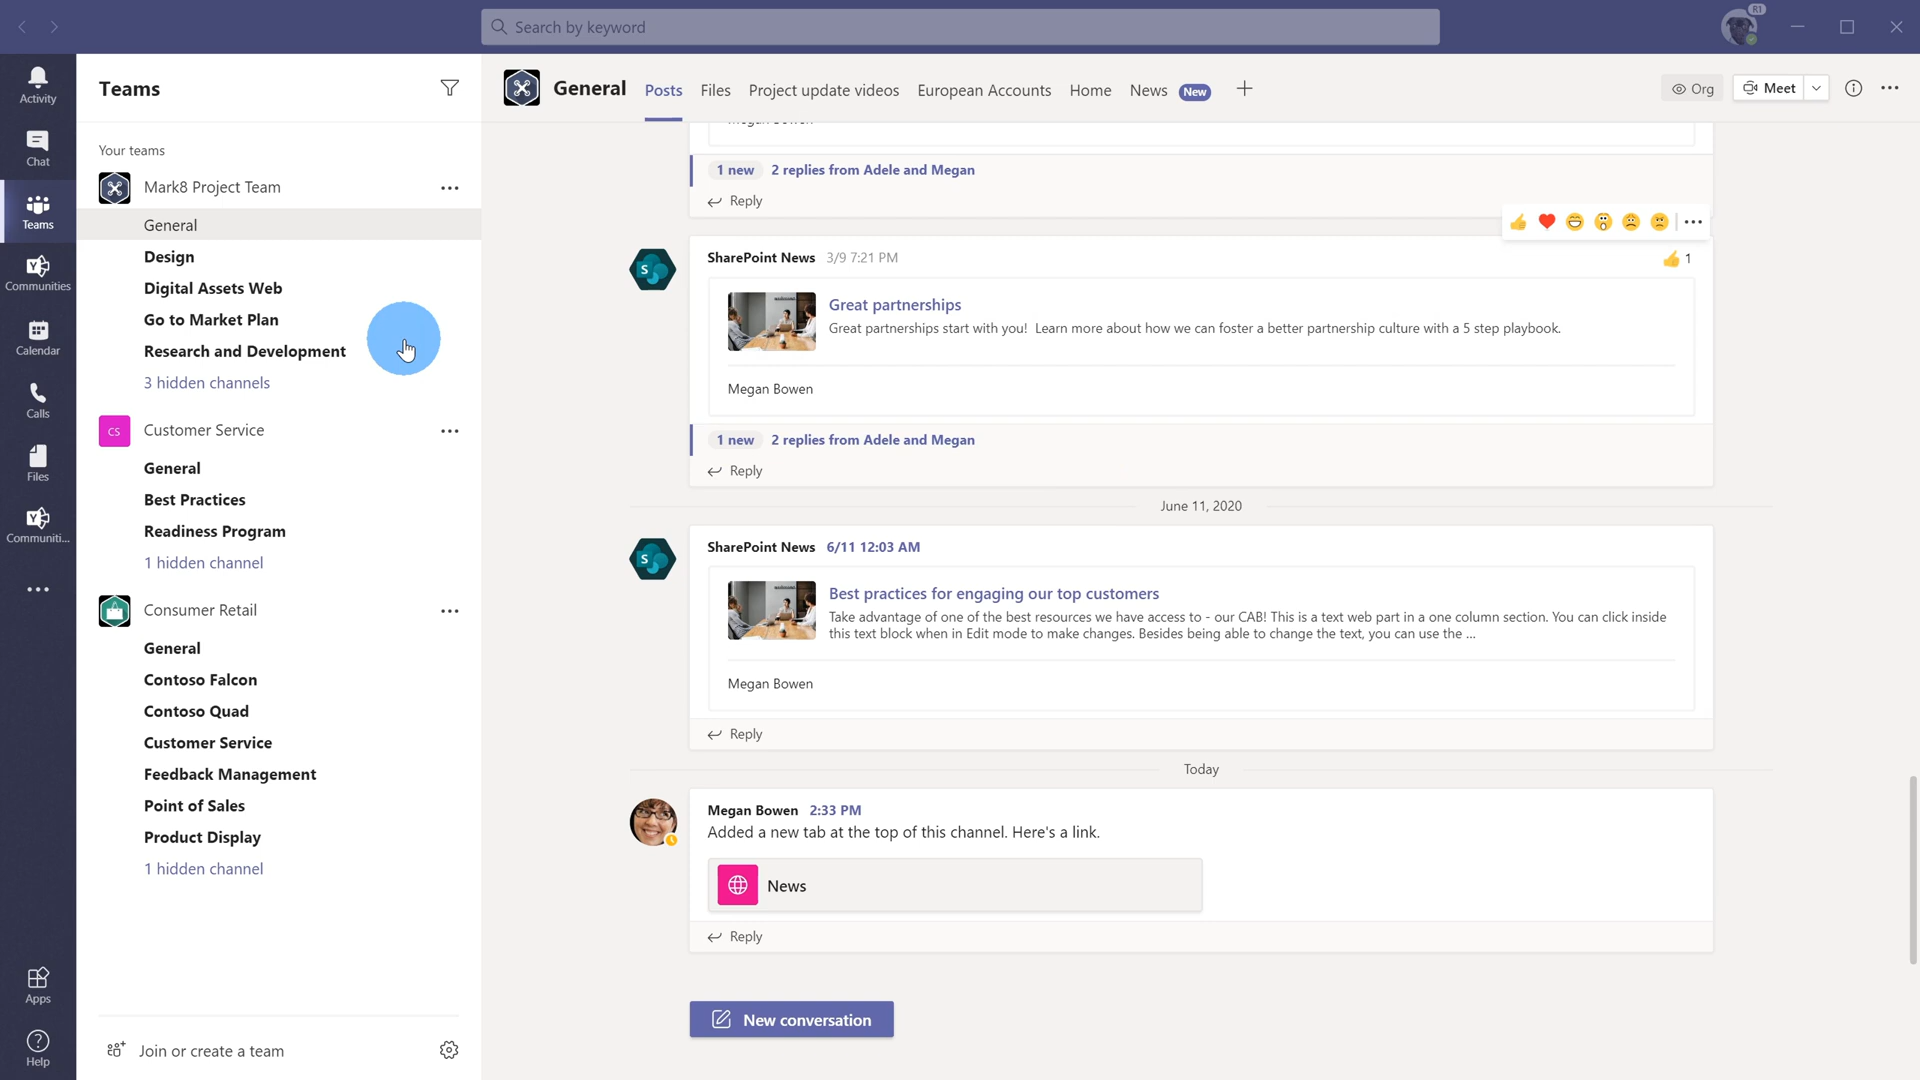 Search by keyword
R1
Activity
Chat
Teams
Communities
Calendar
Calls
Files
Communiti...
Apps
Help
Teams
Your teams
Mark8 Project Team
General
Design
Digital Assets Web
Go to Market Plan
Research and Development
3 hidden channels
CS
Customer Service
General
Best Practices
Readiness Program
1 hidden channel
Consumer Retail
General
Contoso Falcon
Contoso Quad
Customer Service
Feedback Management
Point of Sales
Product Display
1 hidden channel
Join or create a team
General Posts Files Project update videos European Accounts Home News New
Org
Meet
Megan Bowen
1 new 2 replies from Adele and Megan
Reply
S
SharePoint News 3/9 7:21 PM
1
Great partnerships
Great partnerships start with you! Learn more about how we can foster a better partnership culture with a 5 step playbook.
Megan Bowen
1 new 2 replies from Adele and Megan
Reply
June 11, 2020
S
SharePoint News 6/11 12:03 AM
Best practices for engaging our top customers
Take advantage of one of the best resources we have access to - our CAB! This is a text web part in a one column section. You can click inside
this text block when in Edit mode to make changes. Besides being able to change the text, you can use the ...
Megan Bowen
Reply
Today
Megan Bowen 2:33 PM
Added a new tab at the top of this channel. Here's a link.
News
Reply
New conversation